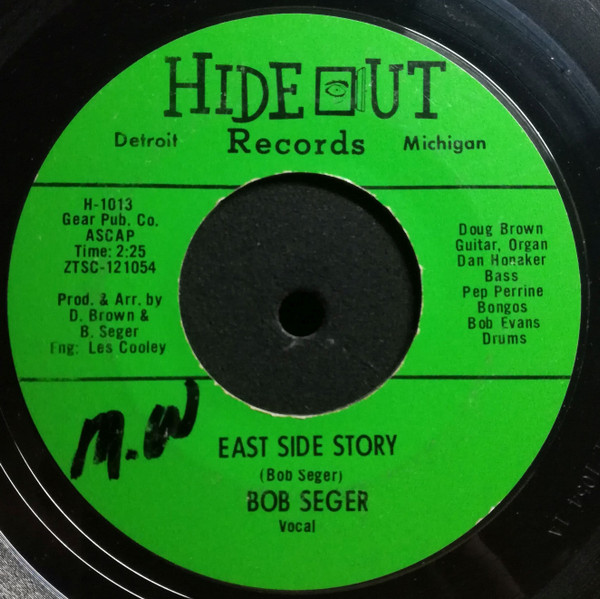 HIDEOUT
Detroit Records Michigan
H-1013
Gear Pub. Co.
ASCAP
Time: 2:25
ZTSC-121054
Prod. & Arr. by
D. Brown &
B. Seger
Eng: Les Cooley
Doug Brown
Guitar, Organ
Dan Honaker
Bass
Pep Perrine
Bongos
Bob Evans
Drums
M.W
EAST SIDE STORY
(Bob Seger)
BOB SEGER
Vocal